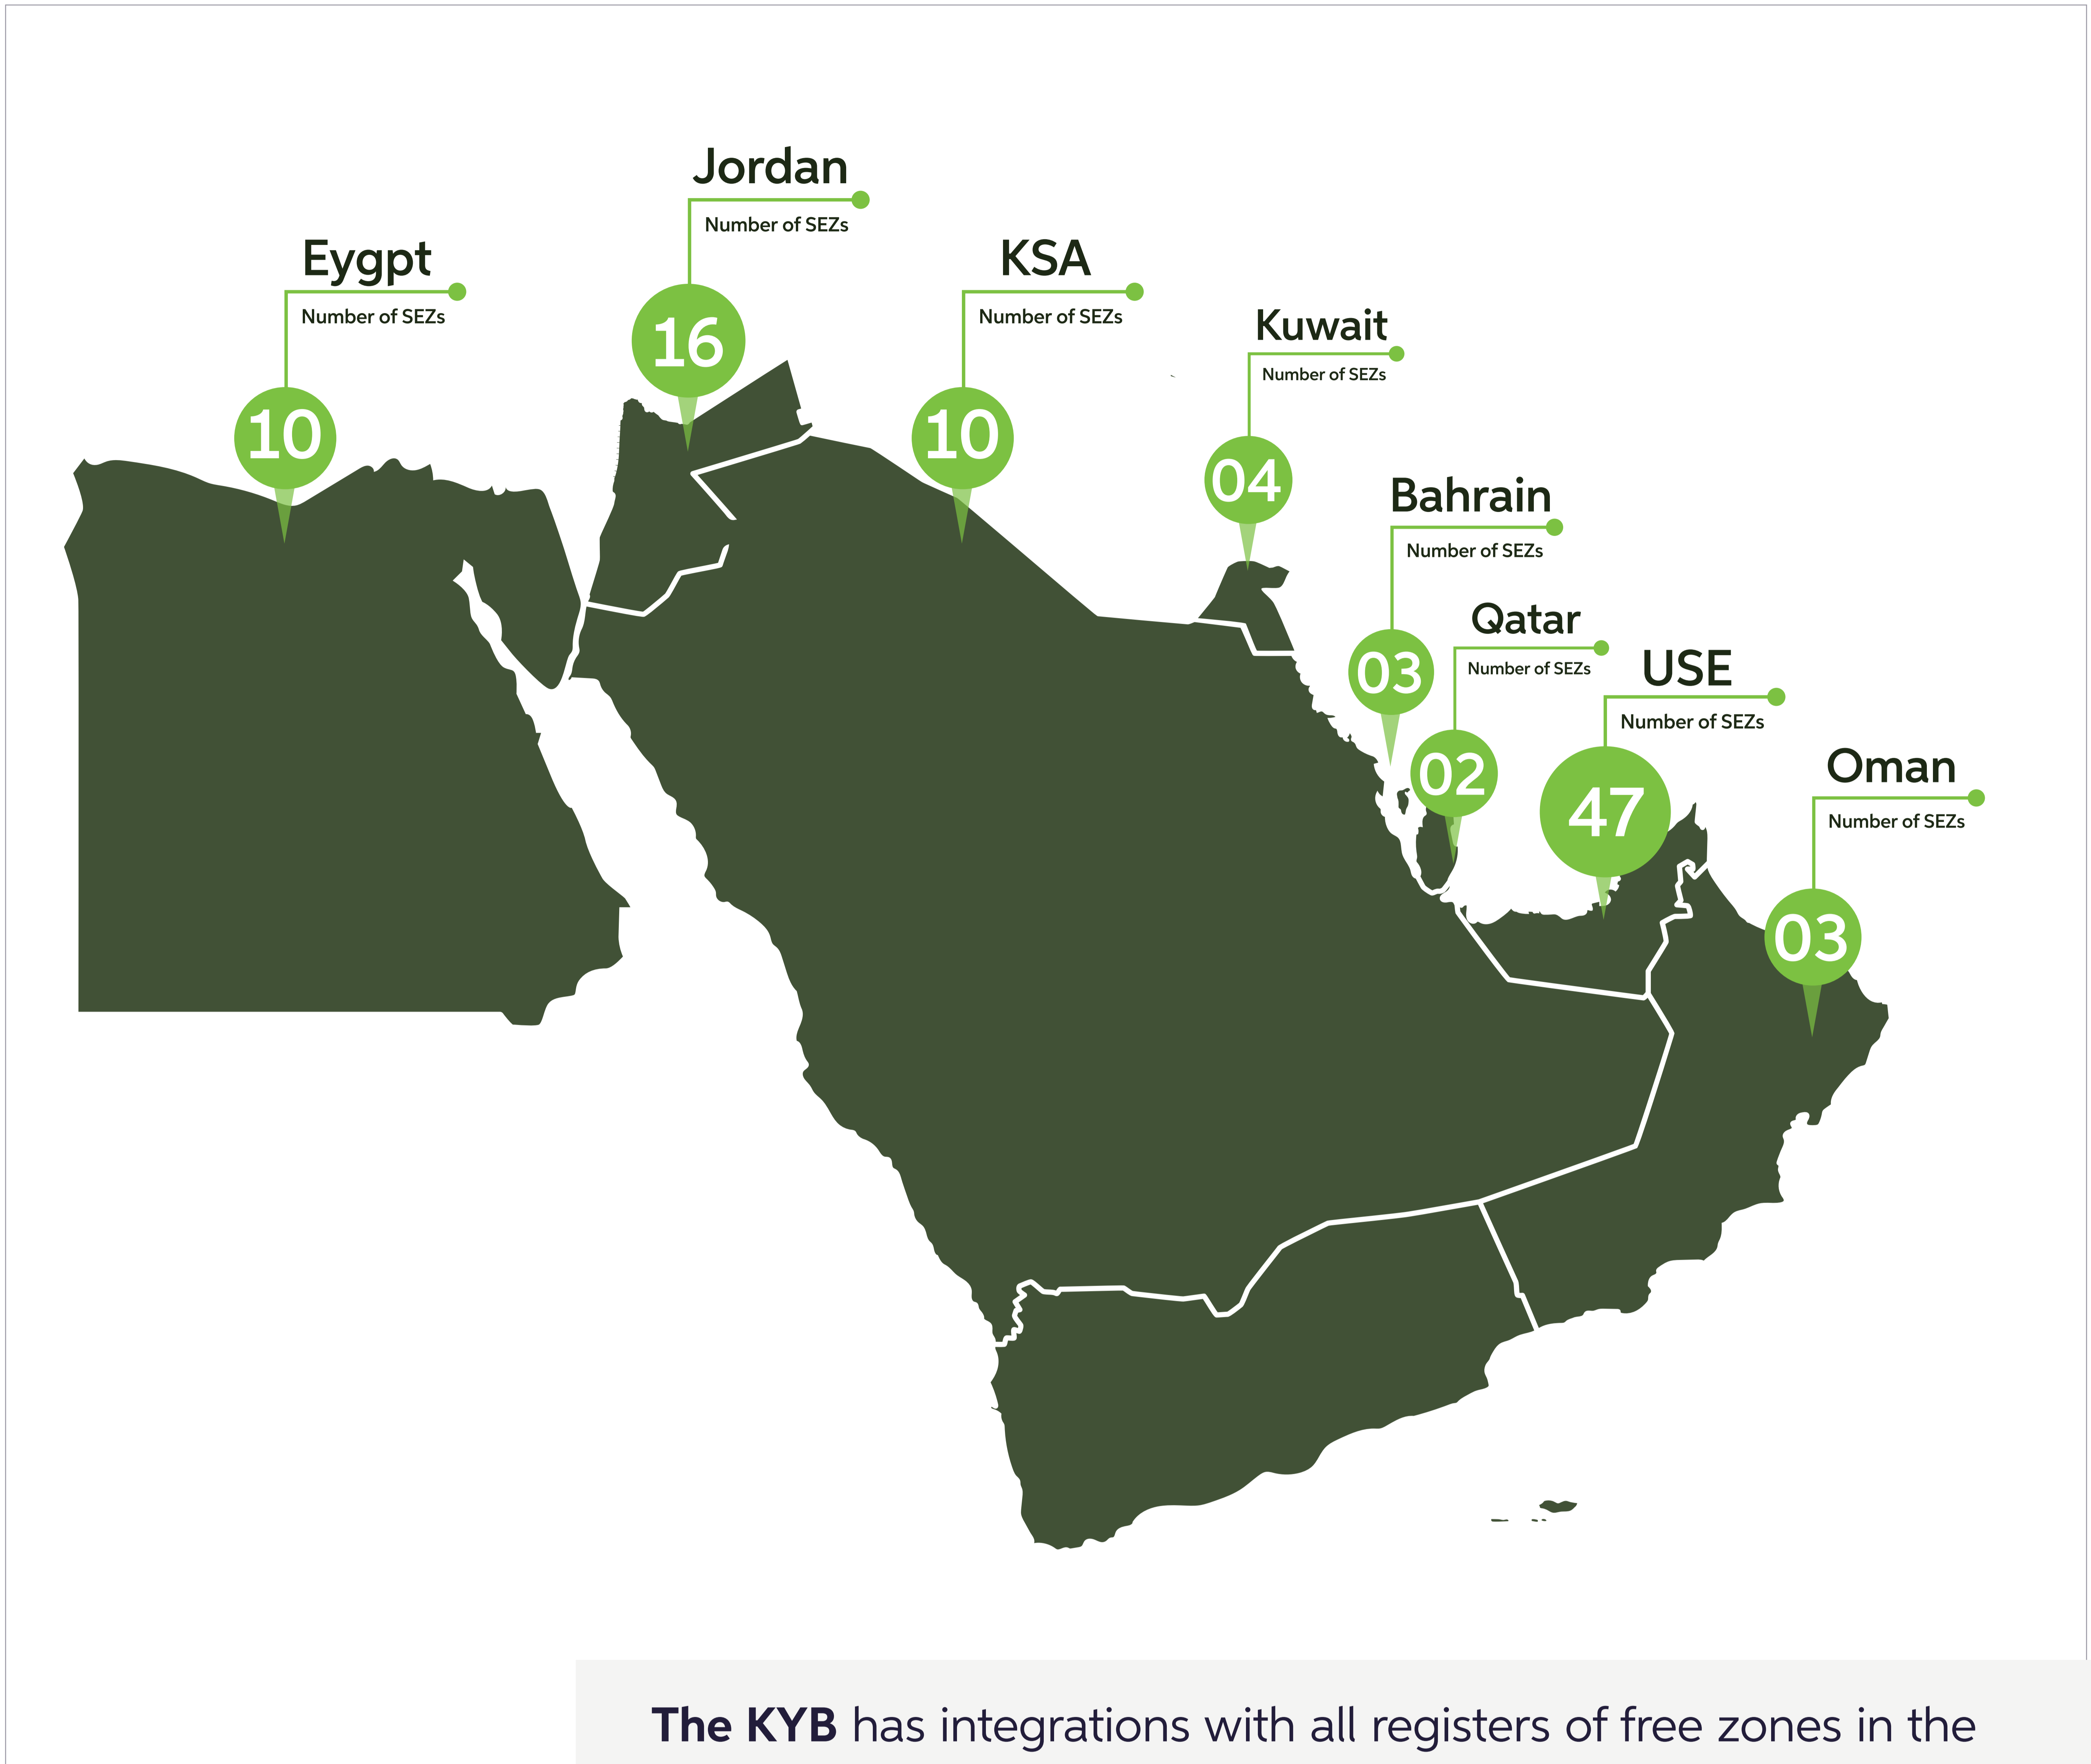 Jordan
Number of SEZs
16
Eygpt
Number of SEZs
10
KSA
Number of SEZs
10
Kuwait
Number of SEZs
04
Bahrain
Number of SEZs
03
Qatar
Number of SEZs
02
USE
Number of SEZs
47
Oman
Number of SEZs
03
The KYB has integrations with all registers of free zones in the